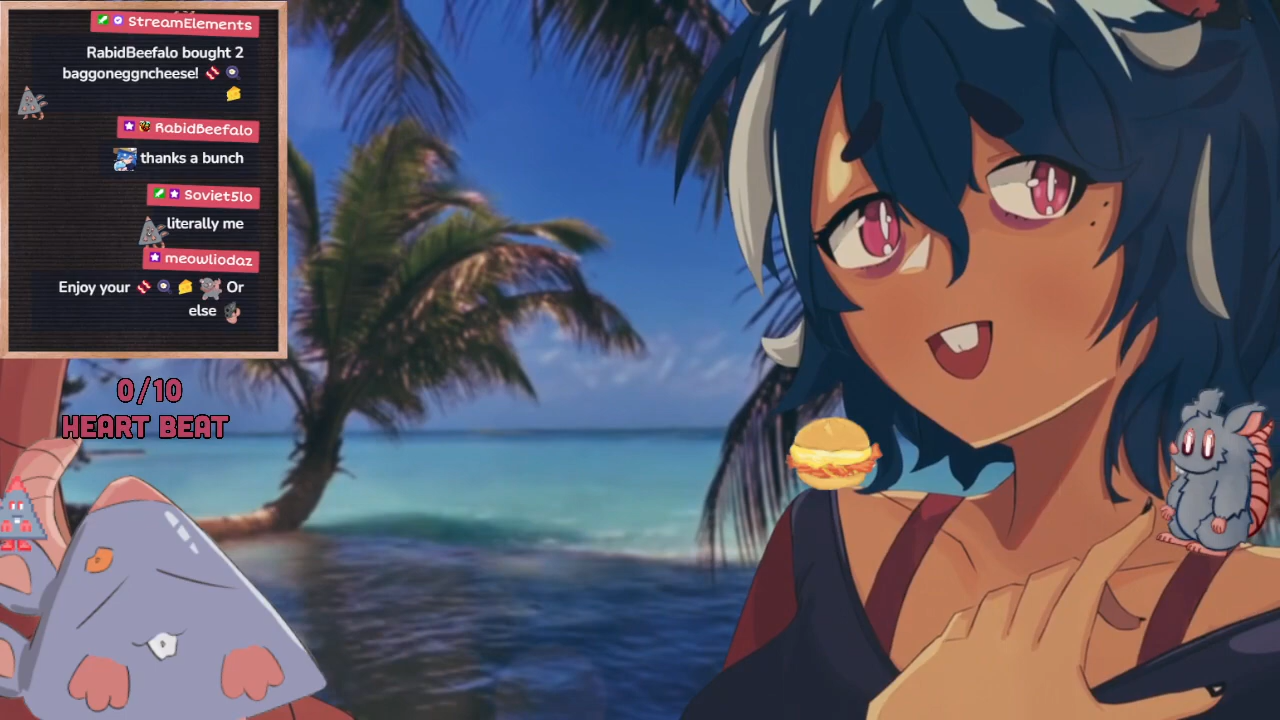 StreamElements
RabidBeefalo bought 2
baggoneggncheese!
RabidBeefalo
thanks a bunch
Soviet5lo
literally me
meowliodaz
Enjoy your Or
else
0/10
HEART BEAT